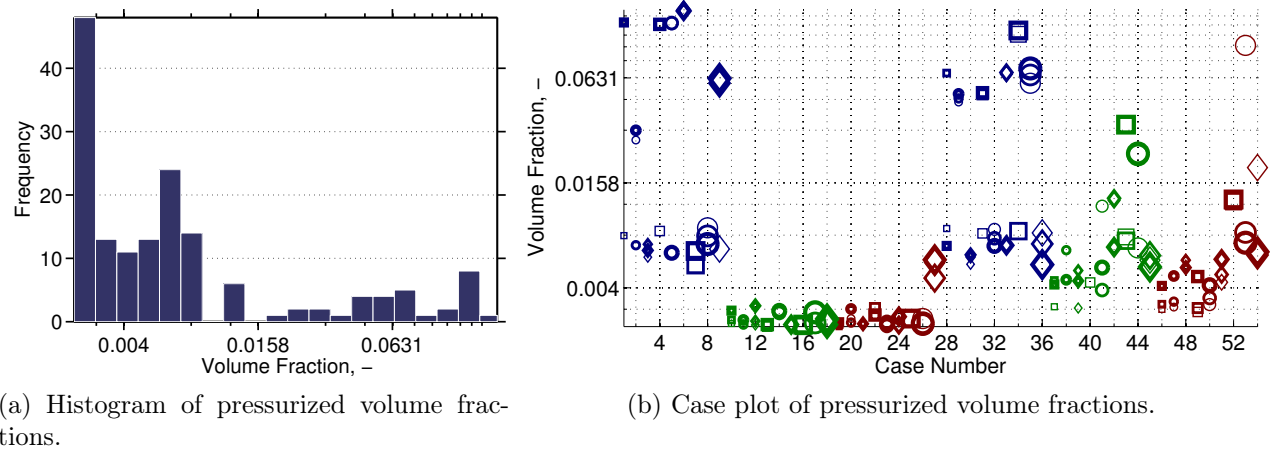 40
30
20
10
0
Frequency
0.004 0.0158 0.0631
Volume Fraction, −
(a) Histogram of pressurized volume frac-
tions.
0.0631
0.0158
0.004
Volume Fraction, −
4 8 12 16 20 24 28 32 36 40 44 48 52
Case Number
(b) Case plot of pressurized volume fractions.